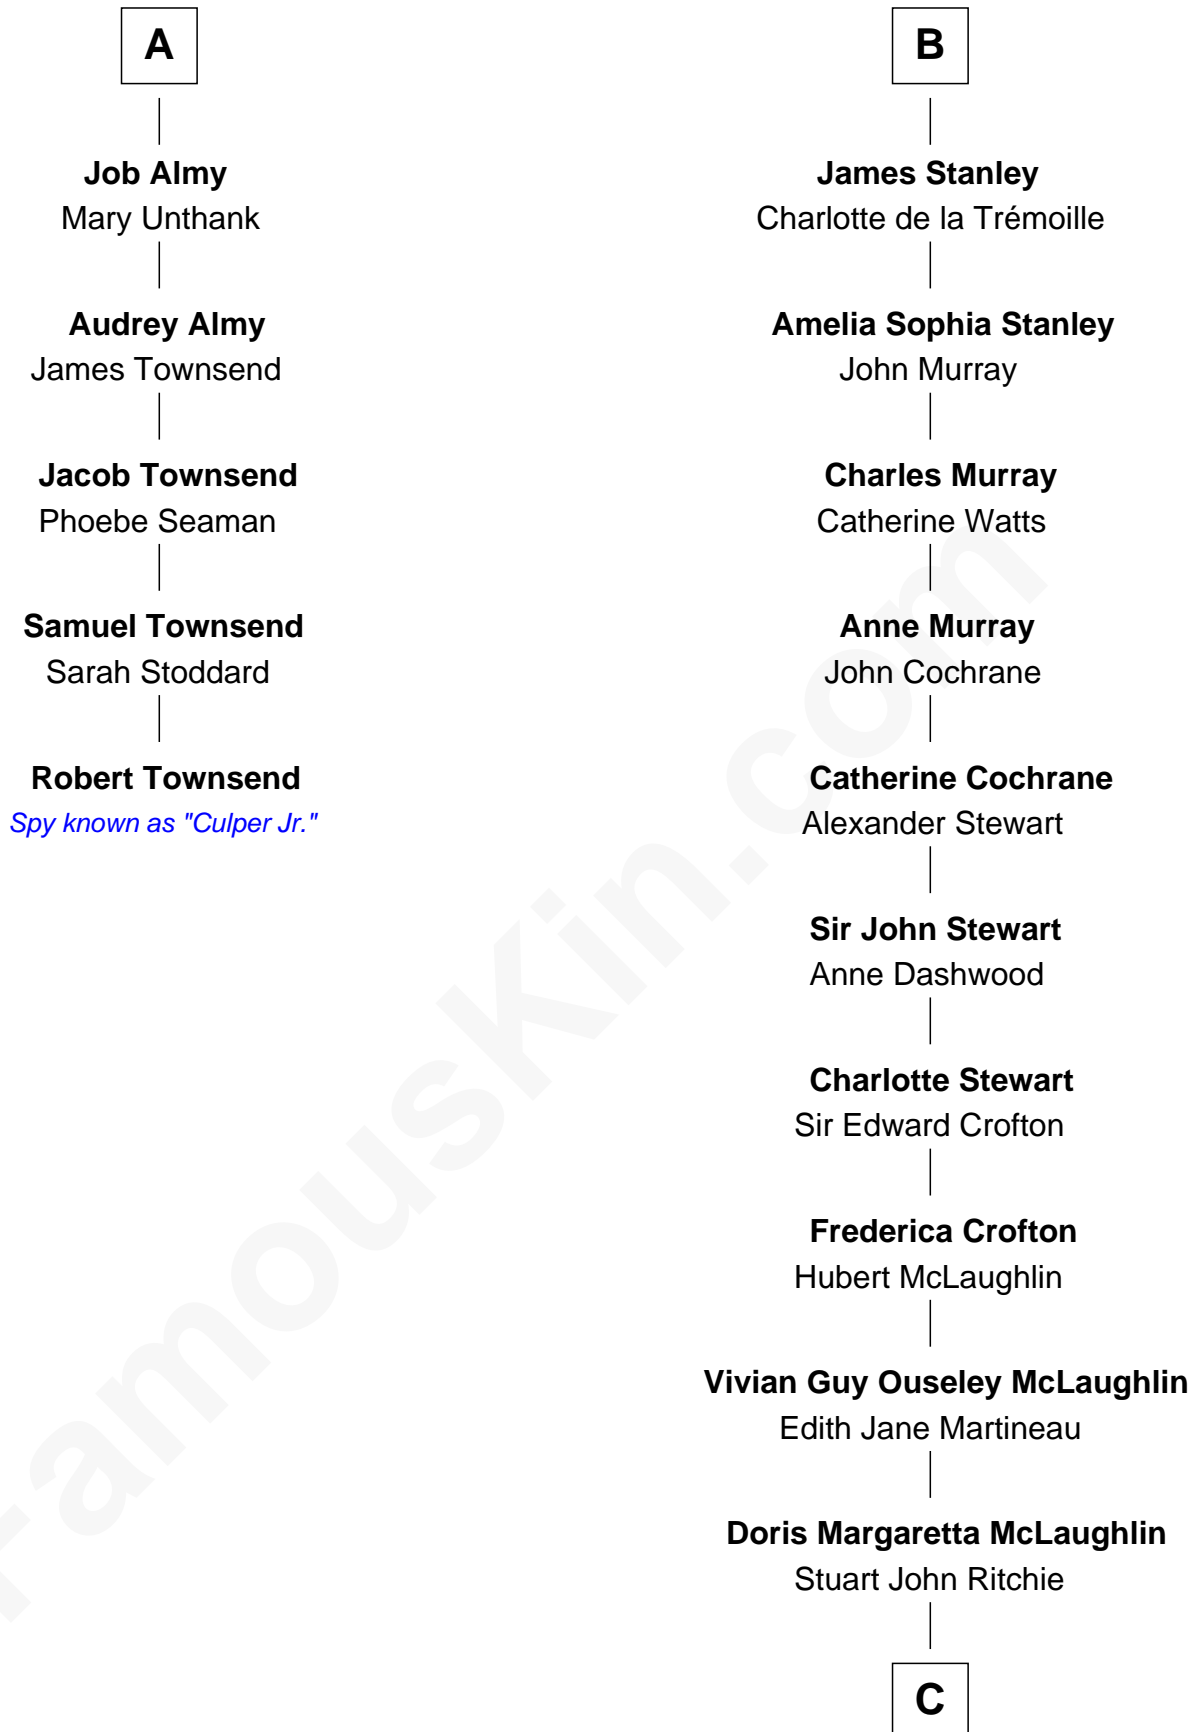 A
Job Almy
Mary Unthank
Audrey Almy
James Townsend
Jacob Townsend
Phoebe Seaman
Samuel Townsend
Sarah Stoddard
Robert Townsend
Spy known as "Culper Jr."
B
James Stanley
Charlotte de la Trémoille
Amelia Sophia Stanley
John Murray
Charles Murray
Catherine Watts
Anne Murray
John Cochrane
Catherine Cochrane
Alexander Stewart
Sir John Stewart
Anne Dashwood
Charlotte Stewart
Sir Edward Crofton
Frederica Crofton
Hubert McLaughlin
Vivian Guy Ouseley McLaughlin
Edith Jane Martineau
Doris Margaretta McLaughlin
Stuart John Ritchie
C
FamousKin.com